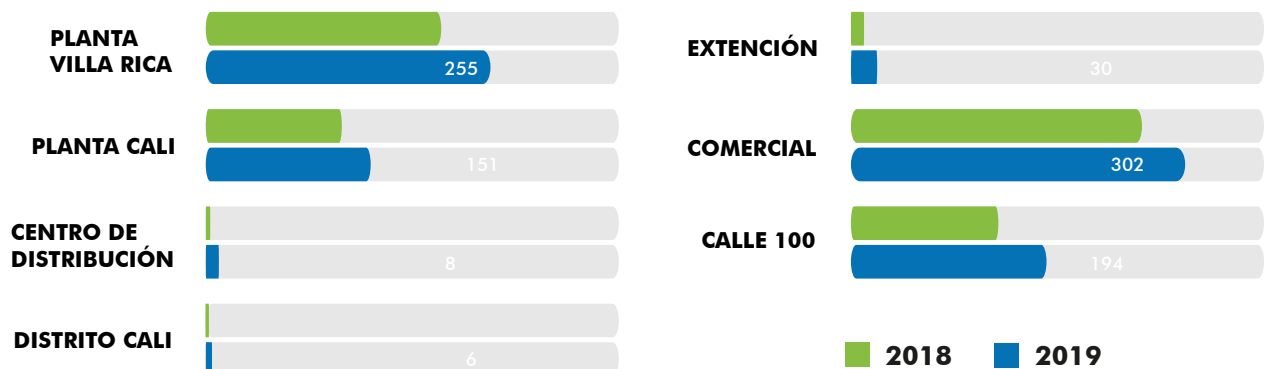 PLANTA
VILLA RICA
255
PLANTA CALI
151
CENTRO DE
DISTRIBUCIÓN
8
DISTRITO CALI
6
EXTENCIÓN
30
COMERCIAL
302
CALLE 100
194
2018
2019